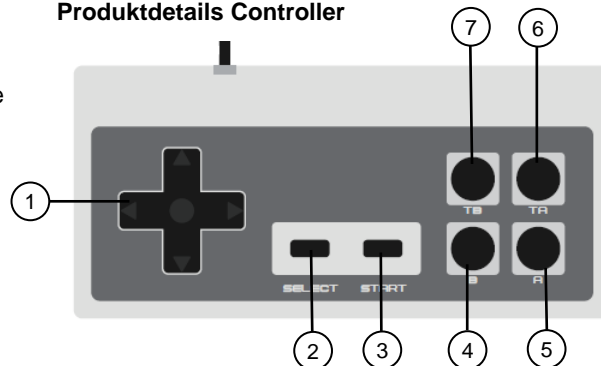 Produktdetails Controller
7
6
e
1
TB
TA
SELECT
START
B
A
2
3
4
5